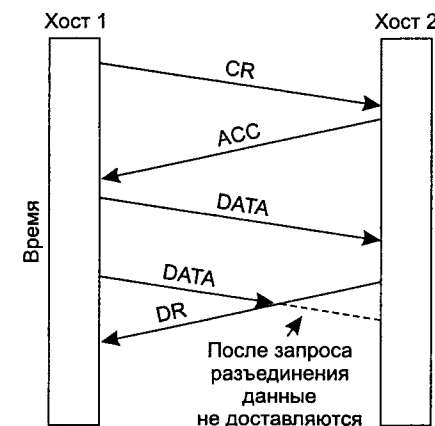 Хост 1
Хост 2
CR
ACC
DATA
Время
DATA
DR
После запроса
разъединения
данные
не доставляются